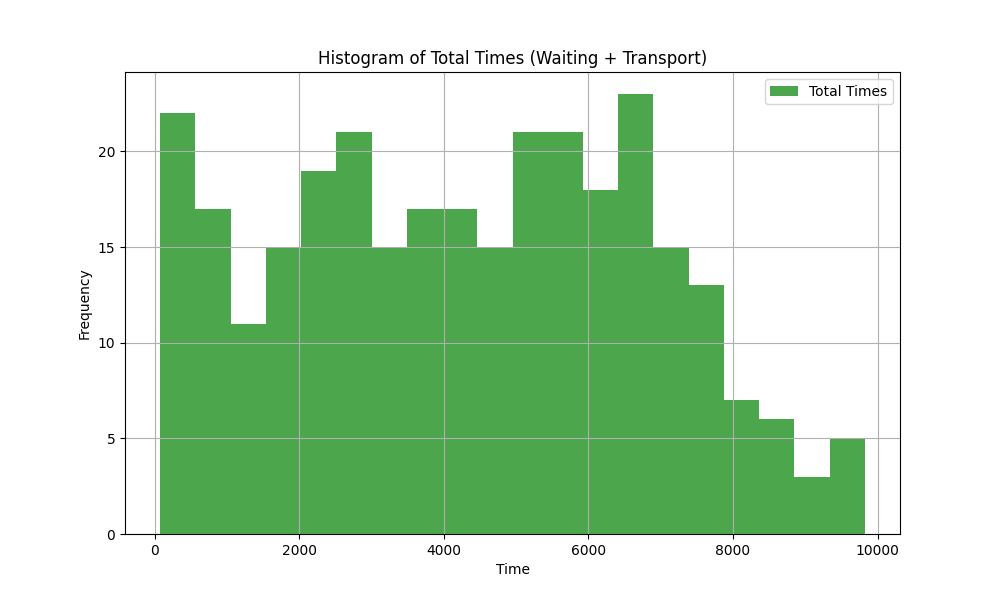 Histogram of Total Times (Waiting + Transport)
Total Times
Frequency
20
15
10
5
0
0 2000 4000 6000 8000 10000
Time